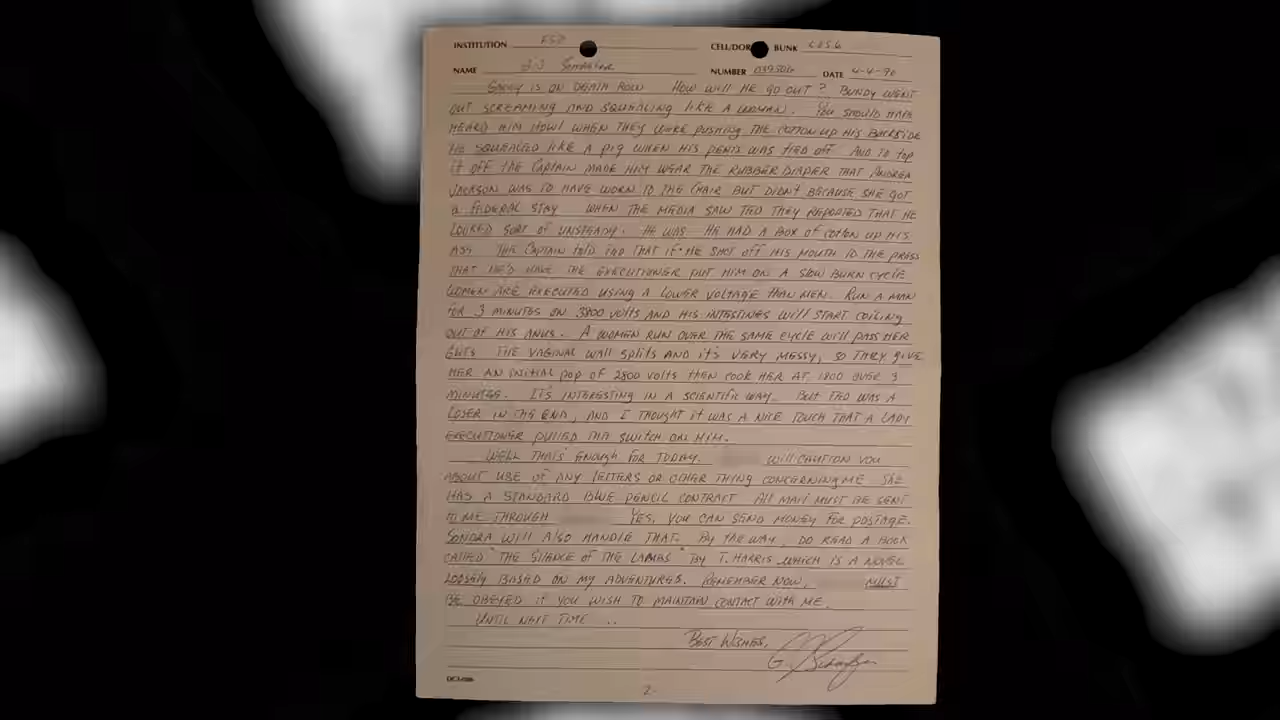 INSTITUTION FSP CELL/DOR BUNK
NAME G J Schaefer NUMBER DATE 4-4-90
IS ON DEATH ROW HOW WILL HE GO OUT? BUNDY WENT
OUT SCREAMING AND SQUEALING LIKE A WOMAN. YOU SHOULD HAVE
HEARD HIM HOWL WHEN THEY WERE PUSHING THE COTTON UP HIS BACKSIDE
HE SQUEALED LIKE A PIG WHEN HIS PENIS WAS TIED OFF. AND TO TOP
IT OFF THE CAPTAIN MADE HIM WEAR THE RUBBER DIAPER THAT ANDREA
JACKSON WAS TO HAVE WORN TO THE CHAIR BUT DIDN'T BECAUSE SHE GOT
A FEDERAL STAY WHEN THE MEDIA SAW TED THEY REPORTED THAT HE
LOOKED SORT OF UNSTEADY. HE WAS. HE HAD A BOX OF COTTON UP HIS
ASS THE CAPTAIN TOLD TED THAT IF HE SHOT OFF HIS MOUTH TO THE PRESS
THAT HE'D HAVE THE EXECUTIONER PUT HIM ON A SLOW BURN CYCLE
WOMEN ARE EXECUTED USING A LOWER VOLTAGE THAN MEN. RUN A MAN
FOR 3 MINUTES ON 3800 VOLTS AND HIS INTESTINES WILL START COILING
OUT OF HIS ANUS. A WOMEN RUN OVER THE SAME CYCLE WILL PASS HER
GUTS THE VAGINAL WALL SPLITS AND IT'S VERY MESSY, SO THEY GIVE
HER AN INITIAL POP OF 2800 VOLTS THEN COOK HER AT 1800 OVER 3
MINUTES. IT'S INTERESTING IN A SCIENTIFIC WAY. BUT TED WAS A
LOSER IN THE END, AND I THOUGHT IT WAS A NICE TOUCH THAT A LADY
EXECUTIONER PULLED THE SWITCH ON HIM.
WELL THAT'S ENOUGH FOR TODAY. WILL CAUTION YOU
ABOUT USE OF ANY LETTERS OR OTHER THING CONCERNING ME SHE
HAS A STANDARD BLUE PENCIL CONTRACT ALL MAIL MUST BE SENT
TO ME THROUGH YES, YOU CAN SEND MONEY FOR POSTAGE.
SONDRA WILL ALSO HANDLE THAT. BY THE WAY, DO READ A BOOK
CALLED "THE SILENCE OF THE LAMBS" BY T. HARRIS WHICH IS A NOVEL
LOOSELY BASED ON MY ADVENTURES. REMEMBER NOW, MUST
BE OBEYED IF YOU WISH TO MAINTAIN CONTACT WITH ME.
UNTIL NEXT TIME ..
BEST WISHES,
G Schaefer
2